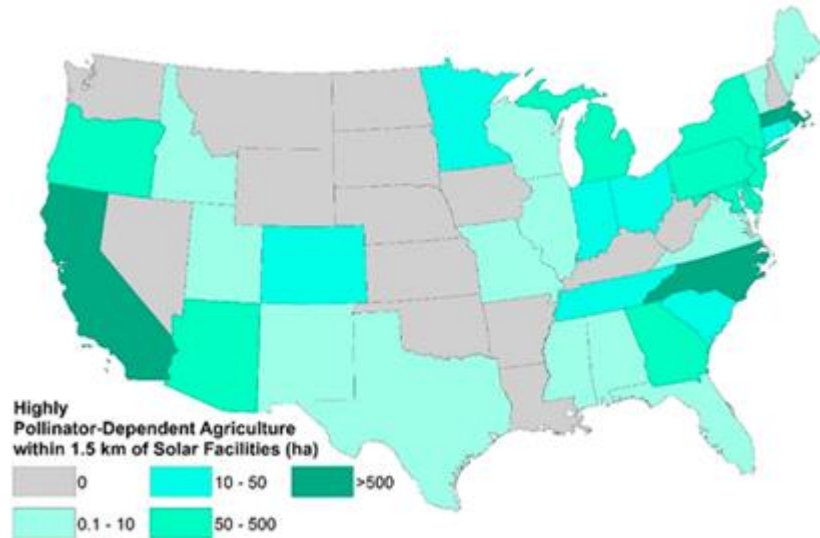 Highly
Pollinator-Dependent Agriculture
within 1.5 km of Solar Facilities (ha)
0
10 - 50
>500
0.1 - 10
50 - 500